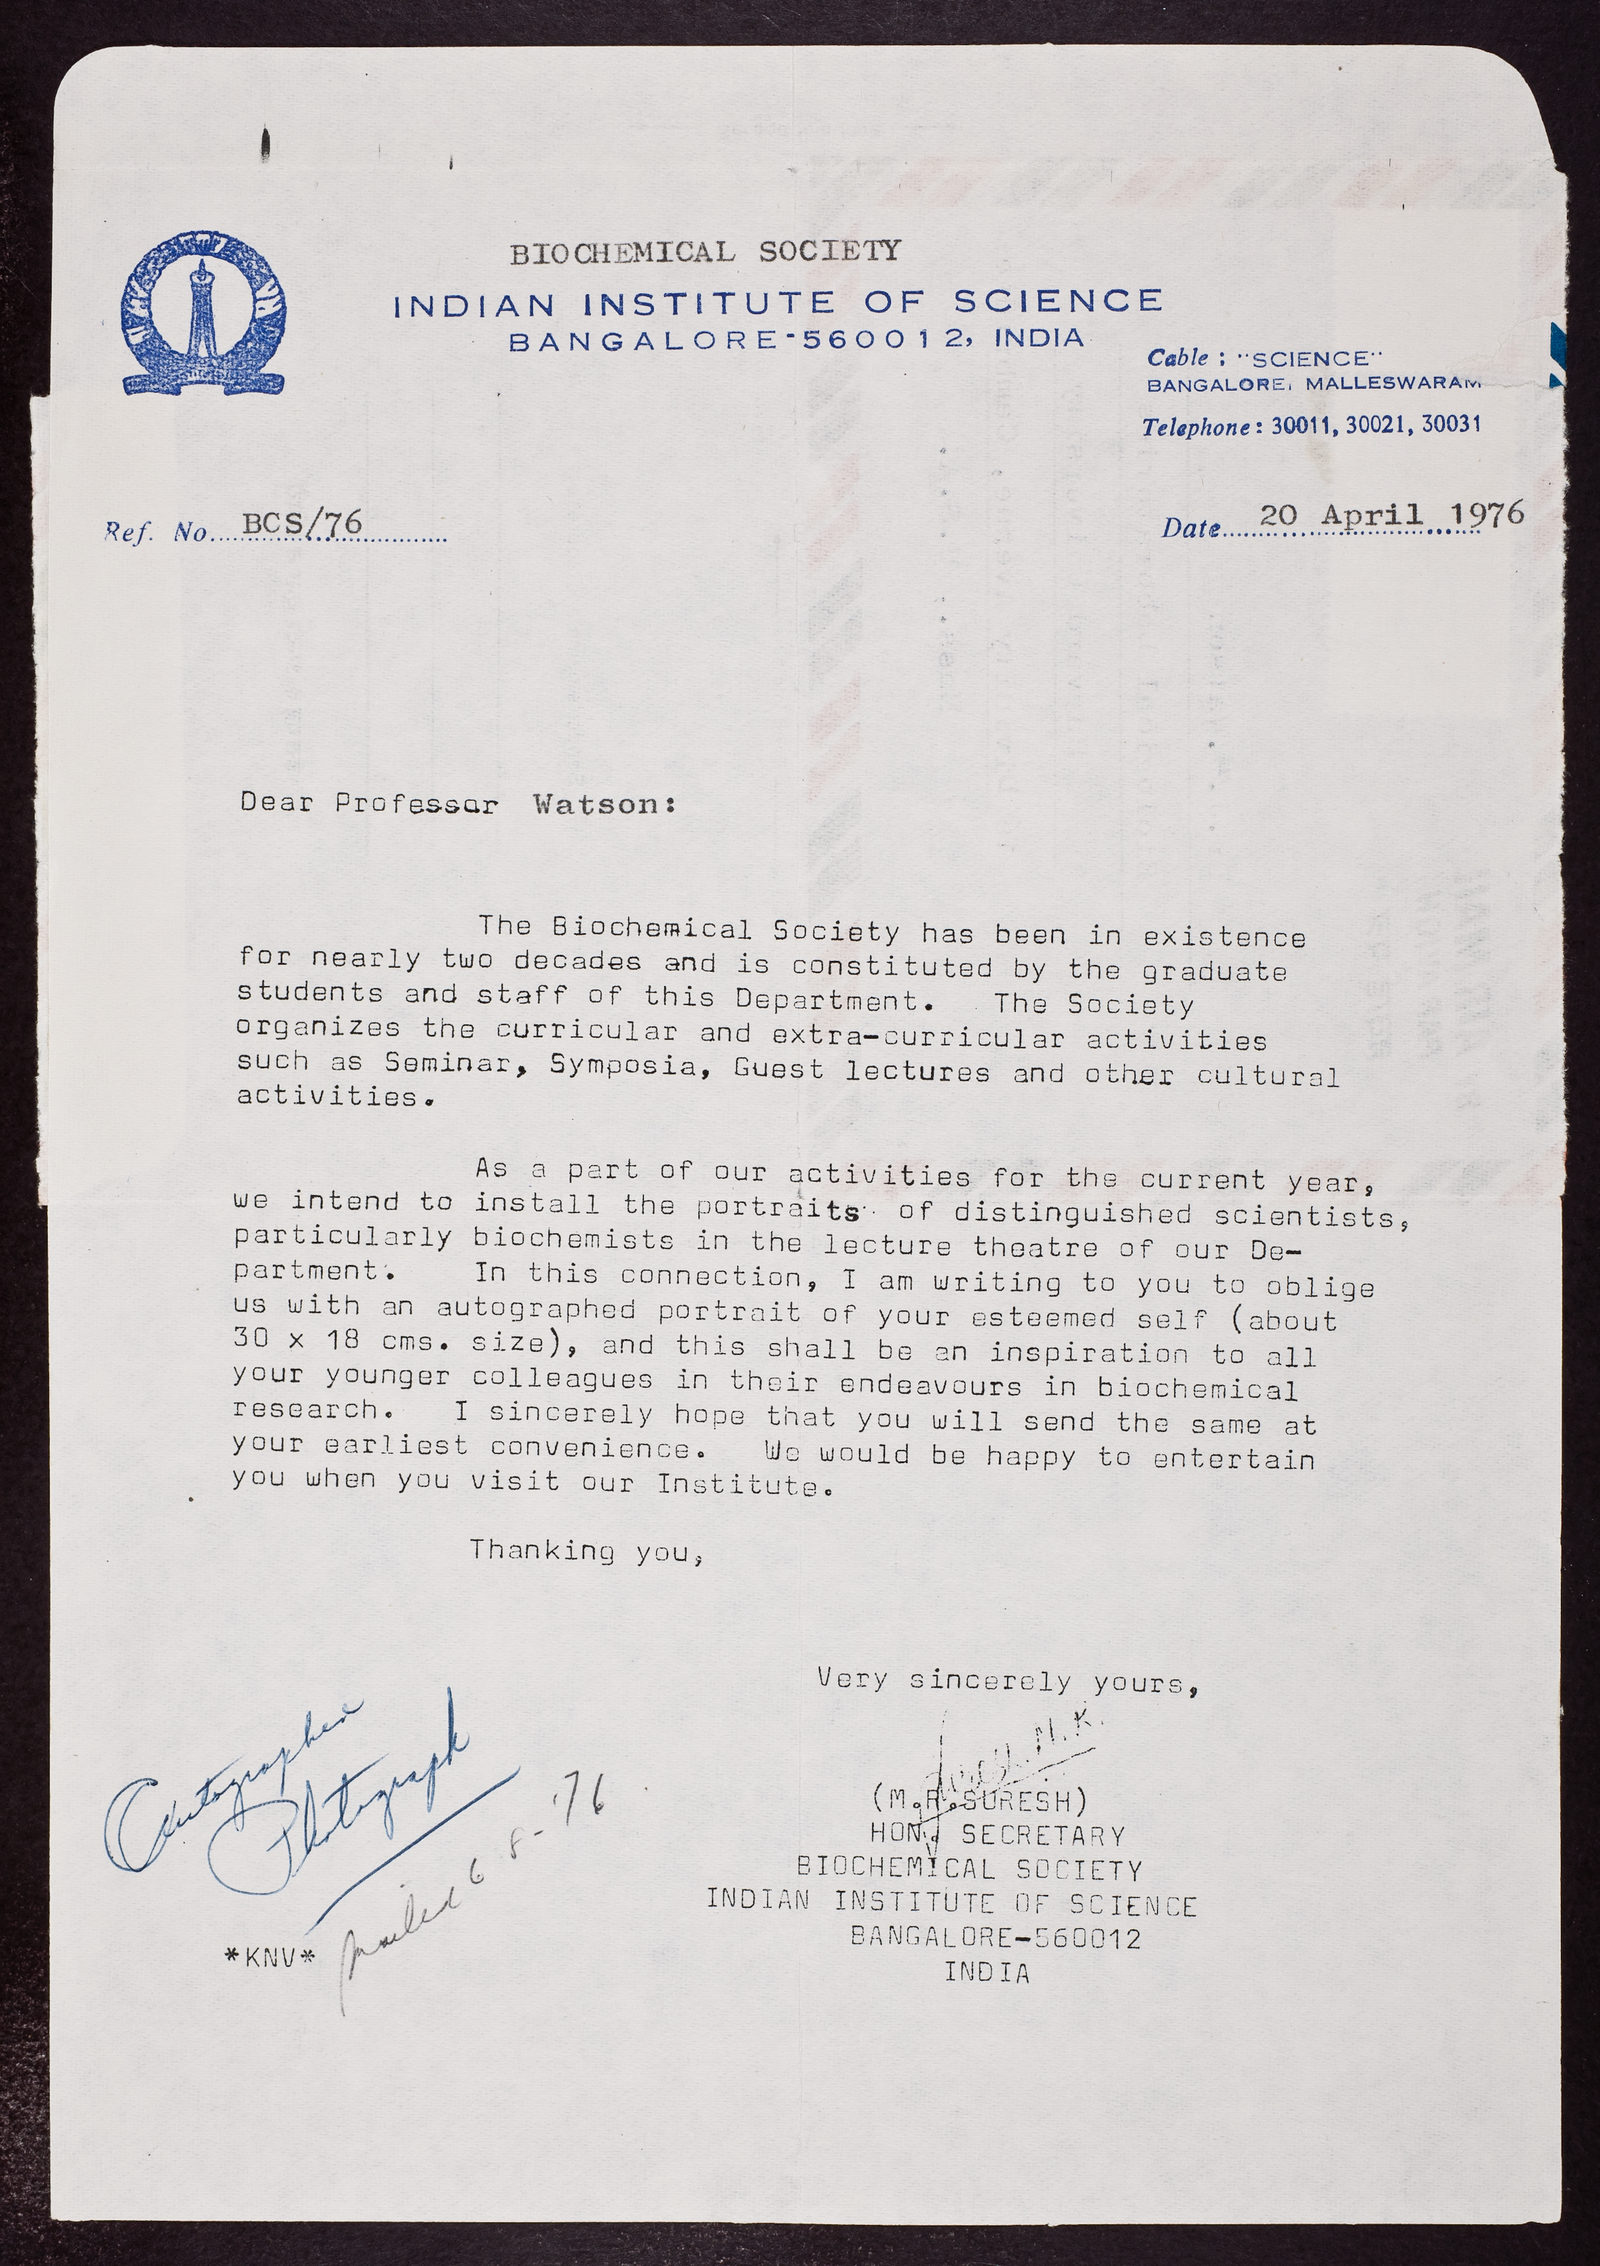 BIOCHEMICAL SOCIETY
INDIAN INSTITUTE OF SCIENCE
BANGALORE-560012, INDIA
Cable : "SCIENCE"
BANGALORE, MALLESWARAM
Telephone : 30011, 30021, 30031
Ref. No. BCS/76
Date 20 April 1976
Dear Professor Watson:
The Biochemical Society has been in existence
for nearly two decades and is constituted by the graduate
students and staff of this Department. The Society
organizes the curricular and extra-curricular activities
such as Seminar, Symposia, Guest lectures and other cultural
activities.
As a part of our activities for the current year,
we intend to install the portraits of distinguished scientists,
particularly biochemists in the lecture theatre of our De-
partment. In this connection, I am writing to you to oblige
us with an autographed portrait of your esteemed self (about
30 x 18 cms. size), and this shall be an inspiration to all
your younger colleagues in their endeavours in biochemical
research. I sincerely hope that you will send the same at
your earliest convenience. We would be happy to entertain
you when you visit our Institute.
Thanking you,
Very sincerely yours,
(M.R.SURESH)
HON. SECRETARY
BIOCHEMICAL SOCIETY
INDIAN INSTITUTE OF SCIENCE
BANGALORE-560012
INDIA
Autographed
Photograph
mailed 6-8-'76
*KNV*